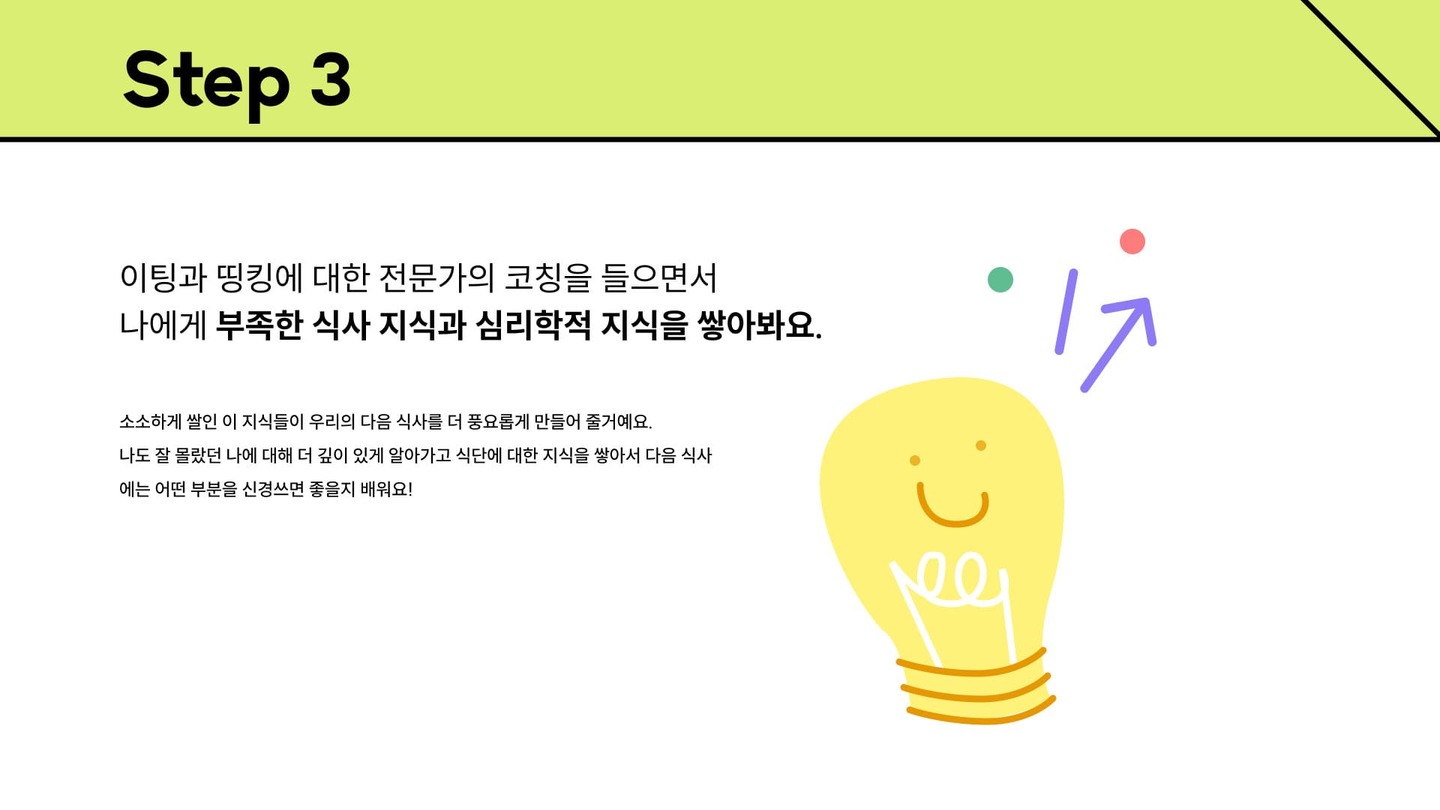 Step 3
이팅과 띵킹에 대한 전문가의 코칭을 들으면서
나에게 부족한 식사 지식과 심리학적 지식을 쌓아봐요.
소소하게 쌀인 이 지식들이 우리의 다음 식사를 더 풍요롭게 만들어 줄거예요.
나도 잘 몰랐던 나에 대해 더 깊이 있게 알아가고 식단에 대한 지식을 쌓아서 다음 식사
에는 어떤 부분을 신경쓰면 좋을지 배워요!